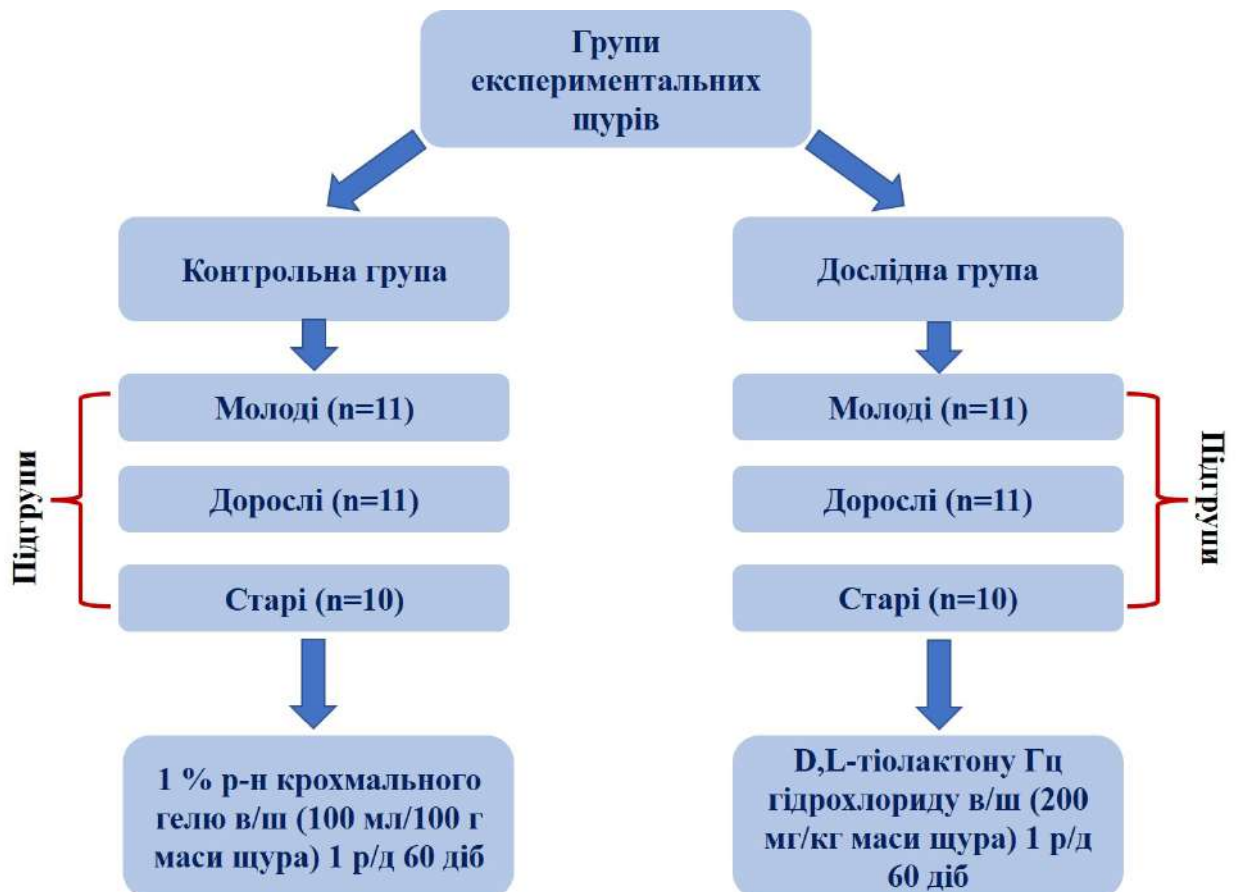 Групи
експериментальних
щурів
Контрольна група
Дослідна група
Підгрупи
Молоді (n=11)
Дорослі (n=11)
Старі (n=10)
Молоді (n=11)
Дорослі (n=11)
Старі (n=10)
Підгрупи
1 % р-н крохмального
гелю в/ш (100 мл/100 г
маси щура) 1 р/д 60 діб
D,L-тіолактону Гц
гідрохлориду в/ш (200
мг/кг маси щура) 1 р/д
60 діб